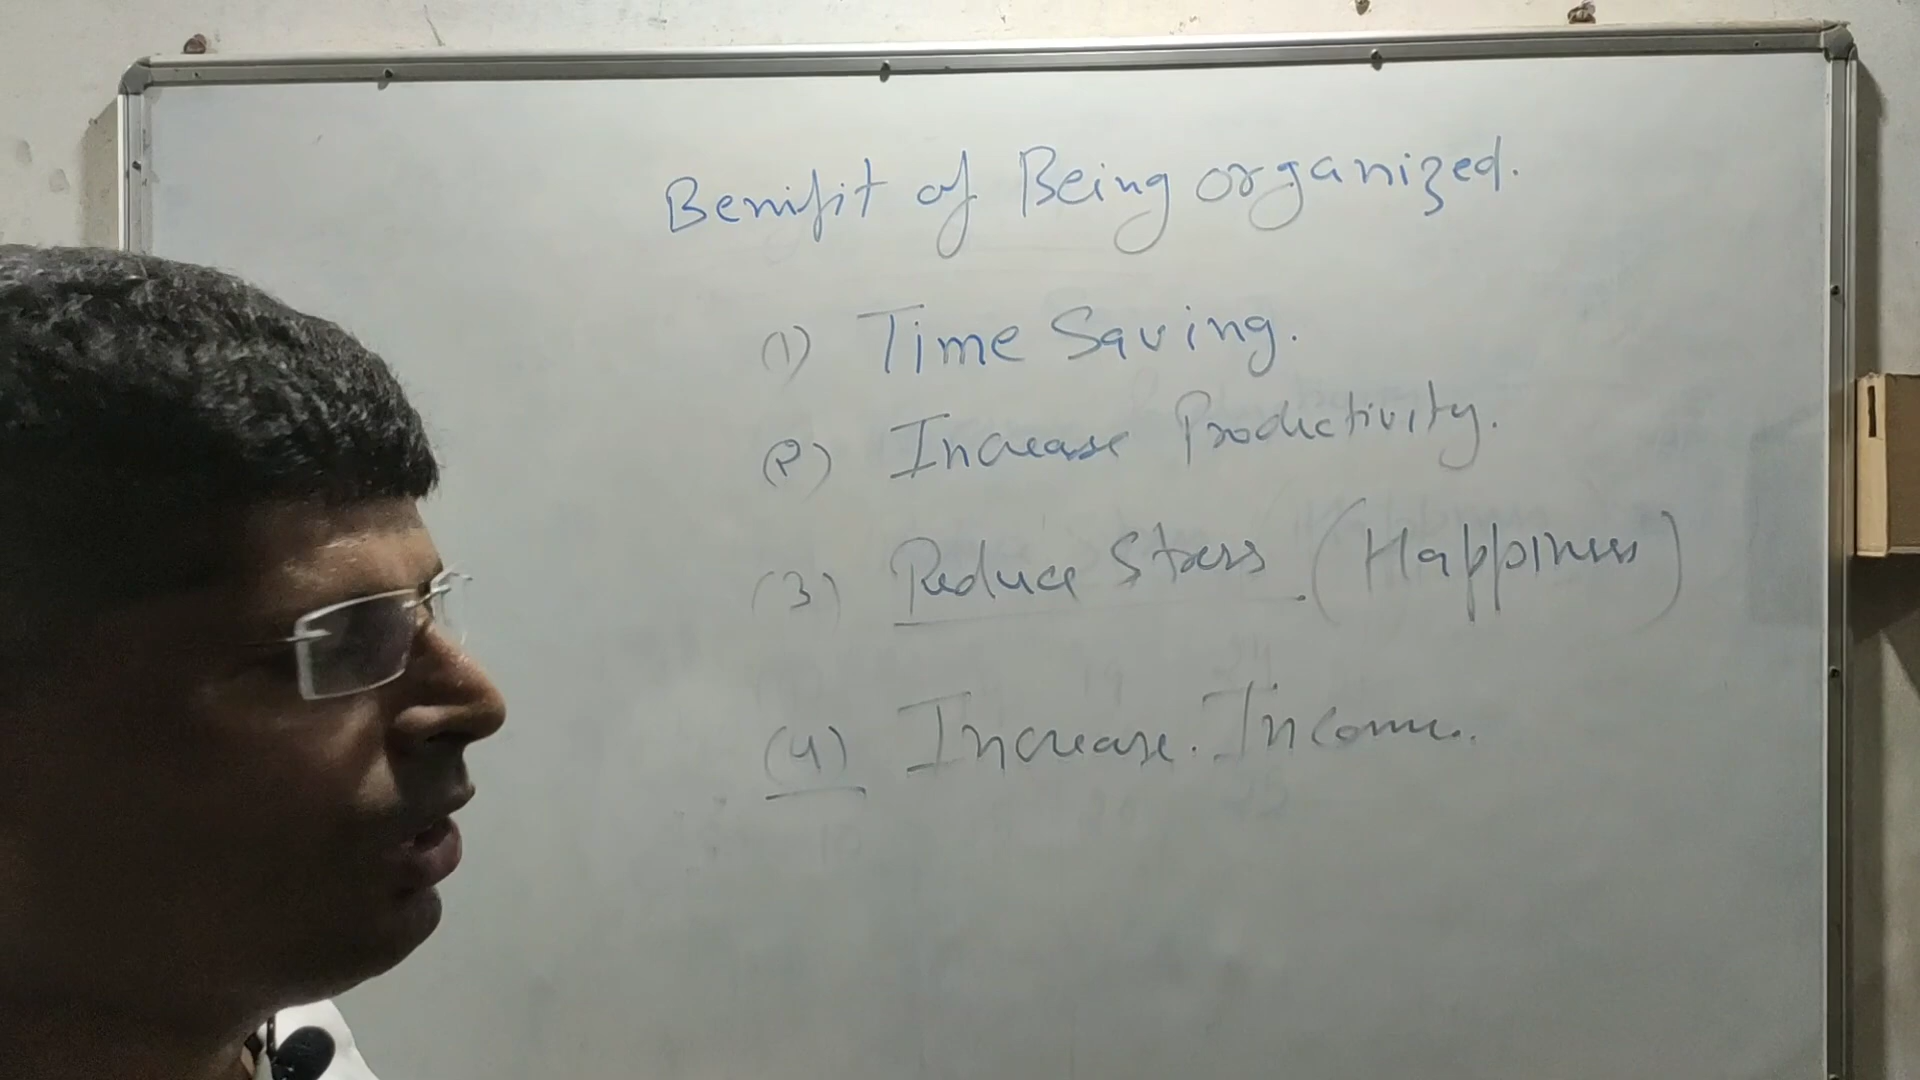 Benifit of Being organized.
(1) Time Saving.
(2) Increase Productivity.
(3) Reduce Stress. (Happiness)
(4) Increase. Income..